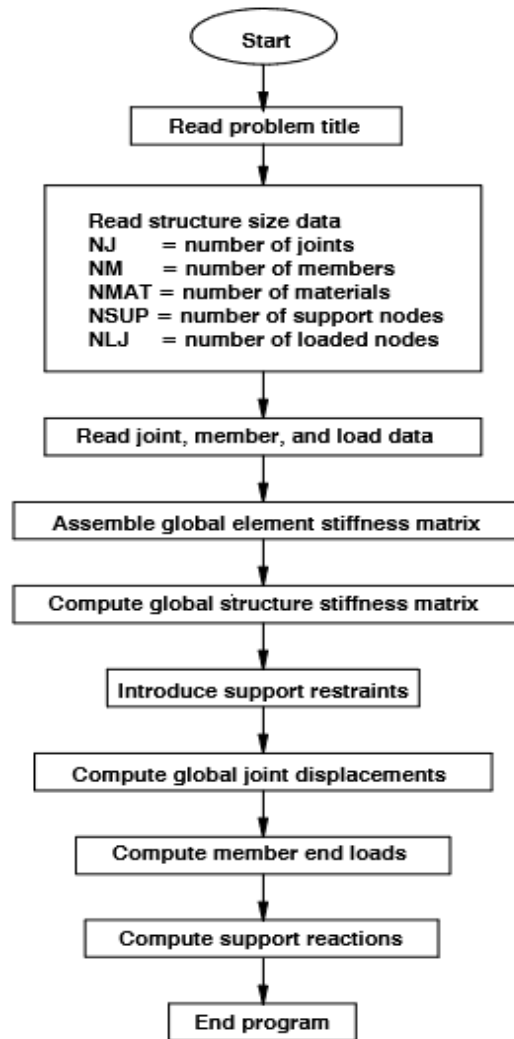 Start
Read problem title
Read structure size data
NJ = number of joints
NM = number of members
NMAT = number of materials
NSUP = number of support nodes
NLJ = number of loaded nodes
Read joint, member, and load data
Assemble global element stiffness matrix
Compute global structure stiffness matrix
Introduce support restraints
Compute global joint displacements
Compute member end loads
Compute support reactions
End program